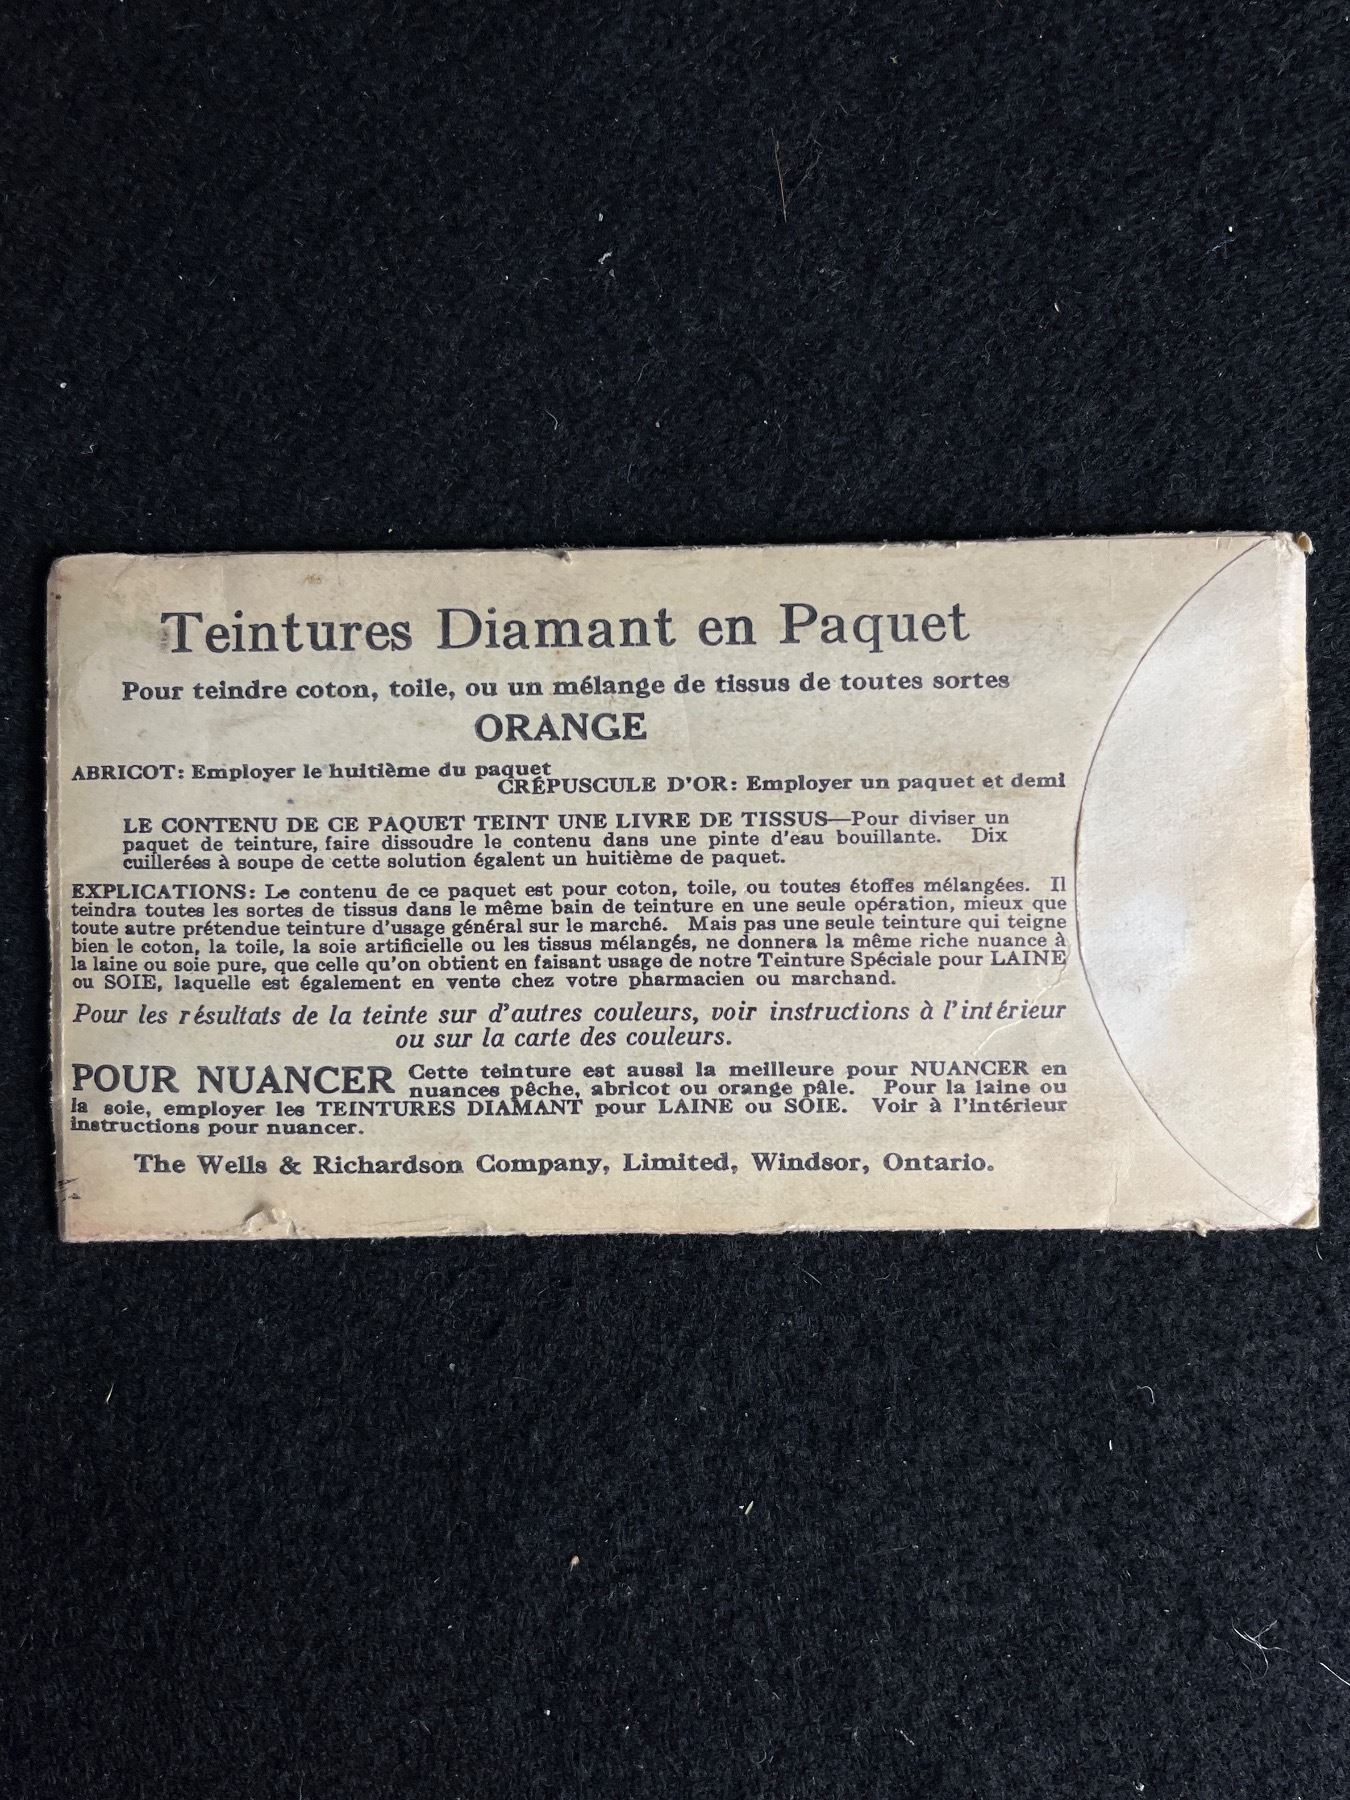 Teintures Diamant en Paquet
Pour teindre coton, toile, ou un mélange de tissus de toutes sortes
ORANGE
ABRICOT: Employer le huitième du paquet
CRÉPUSCULE D'OR: Employer un paquet et demi
LE CONTENU DE CE PAQUET TEINT UNE LIVRE DE TISSUS—Pour diviser un
paquet de teinture, faire dissoudre le contenu dans une pinte d'eau bouillante. Dix
cuillerées à soupe de cette solution égalent un huitième de paquet.
EXPLICATIONS: Le contenu de ce paquet est pour coton, toile, ou toutes étoffes mélangées. Il
teindra toutes les sortes de tissus dans le même bain de teinture en une seule opération, mieux que
toute autre prétendue teinture d'usage général sur le marché. Mais pas une seule teinture qui teigne
bien le coton, la toile, la soie artificielle ou les tissus mélangés, ne donnera la même riche nuance à
la laine ou soie pure, que celle qu'on obtient en faisant usage de notre Teinture Spéciale pour LAINE
ou SOIE, laquelle est également en vente chez votre pharmacien ou marchand.
Pour les résultats de la teinte sur d'autres couleurs, voir instructions à l'intérieur
ou sur la carte des couleurs.
POUR NUANCER Cette teinture est aussi la meilleure pour NUANCER en
nuances pêche, abricot ou orange pâle. Pour la laine ou
la soie, employer les TEINTURES DIAMANT pour LAINE ou SOIE. Voir à l'intérieur
instructions pour nuancer.
The Wells & Richardson Company, Limited, Windsor, Ontario.